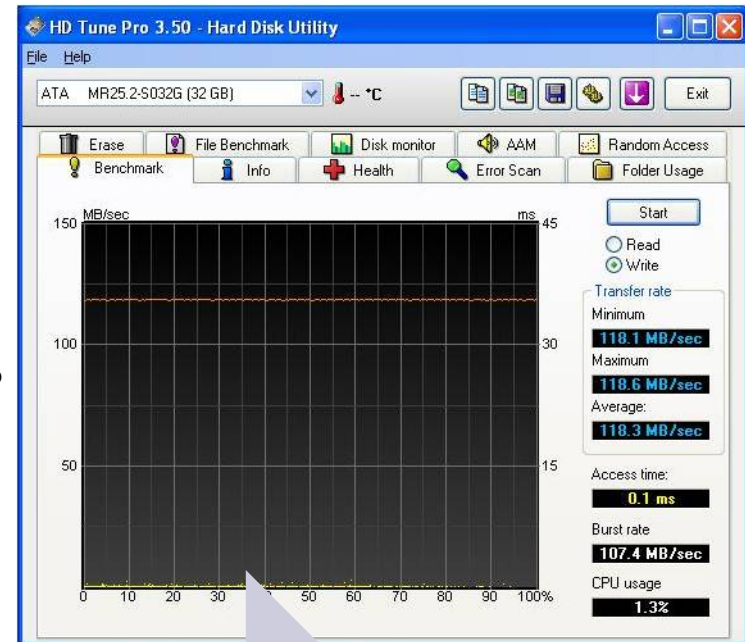 HD Tune Pro 3.50 - Hard Disk Utility
File Help
ATA MR25.2-S032G (32 GB) -- °C Exit
Erase File Benchmark Disk monitor AAM Random Access
Benchmark Info Health Error Scan Folder Usage
MB/sec ms
150 45
100 30
50 15
0 10 20 30 50 60 70 80 90 100%
Start
Read
Write
Transfer rate
Minimum
118.1 MB/sec
Maximum
118.6 MB/sec
Average:
118.3 MB/sec
Access time:
0.1 ms
Burst rate
107.4 MB/sec
CPU usage
1.3%